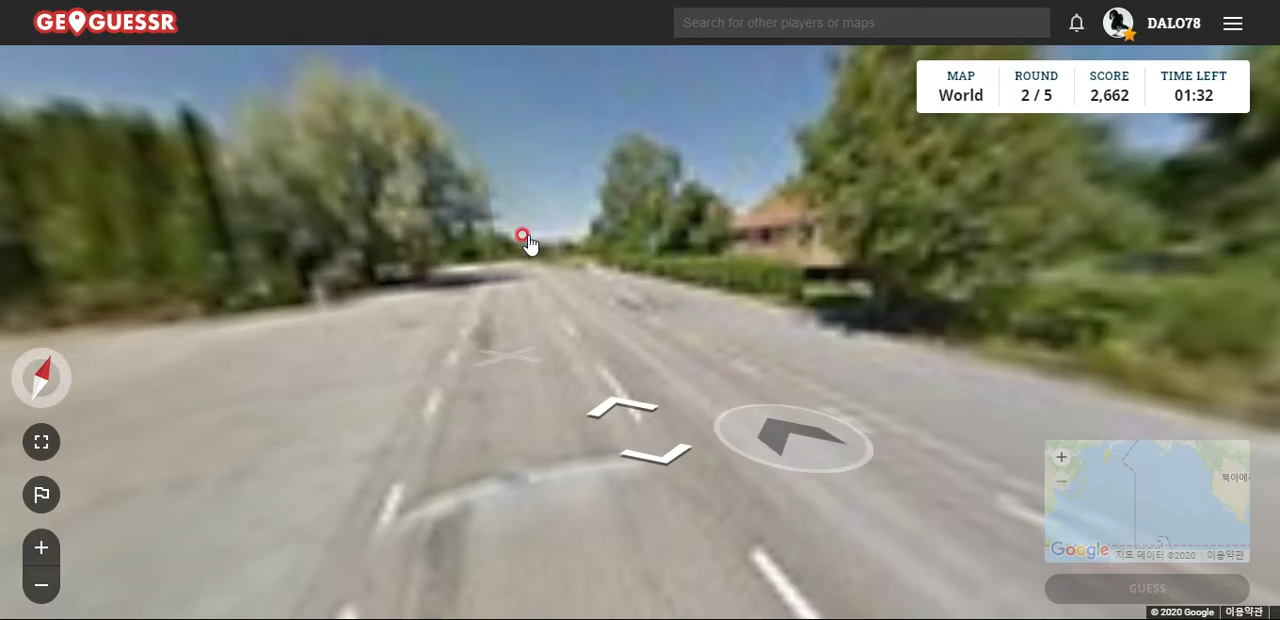 GEOGUESSR
Search for other players or maps
DALO78
MAP ROUND SCORE TIME LEFT
World 2 / 5 2,662 01:32
북아메리
Google 지도 데이터 ©2020 이용약관
GUESS
© 2020 Google 이용약관